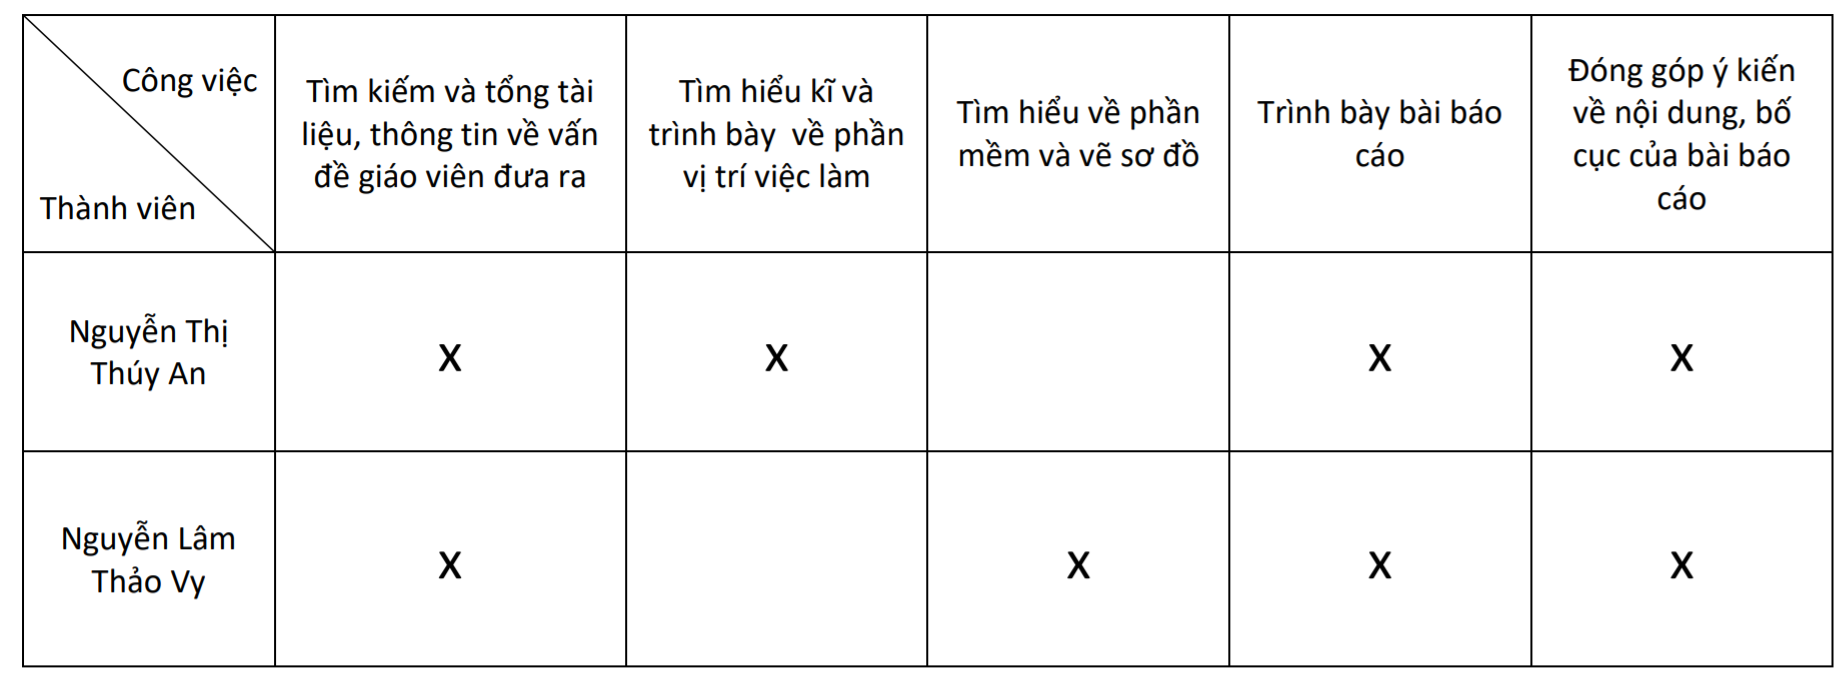 Công việc
Thành viên
Tìm kiếm và tổng tài
liệu, thông tin về vấn
đề giáo viên đưa ra
Tìm hiểu kĩ và
trình bày  về phần
vị trí việc làm
Tìm hiểu về phần
mềm và vẽ sơ đồ
Trình bày bài báo
cáo
Đóng góp ý kiến
về nội dung, bố
cục của bài báo
cáo
Nguyễn Thị
Thúy An
X
X
X
X
Nguyễn Lâm
Thảo Vy
X
X
X
X